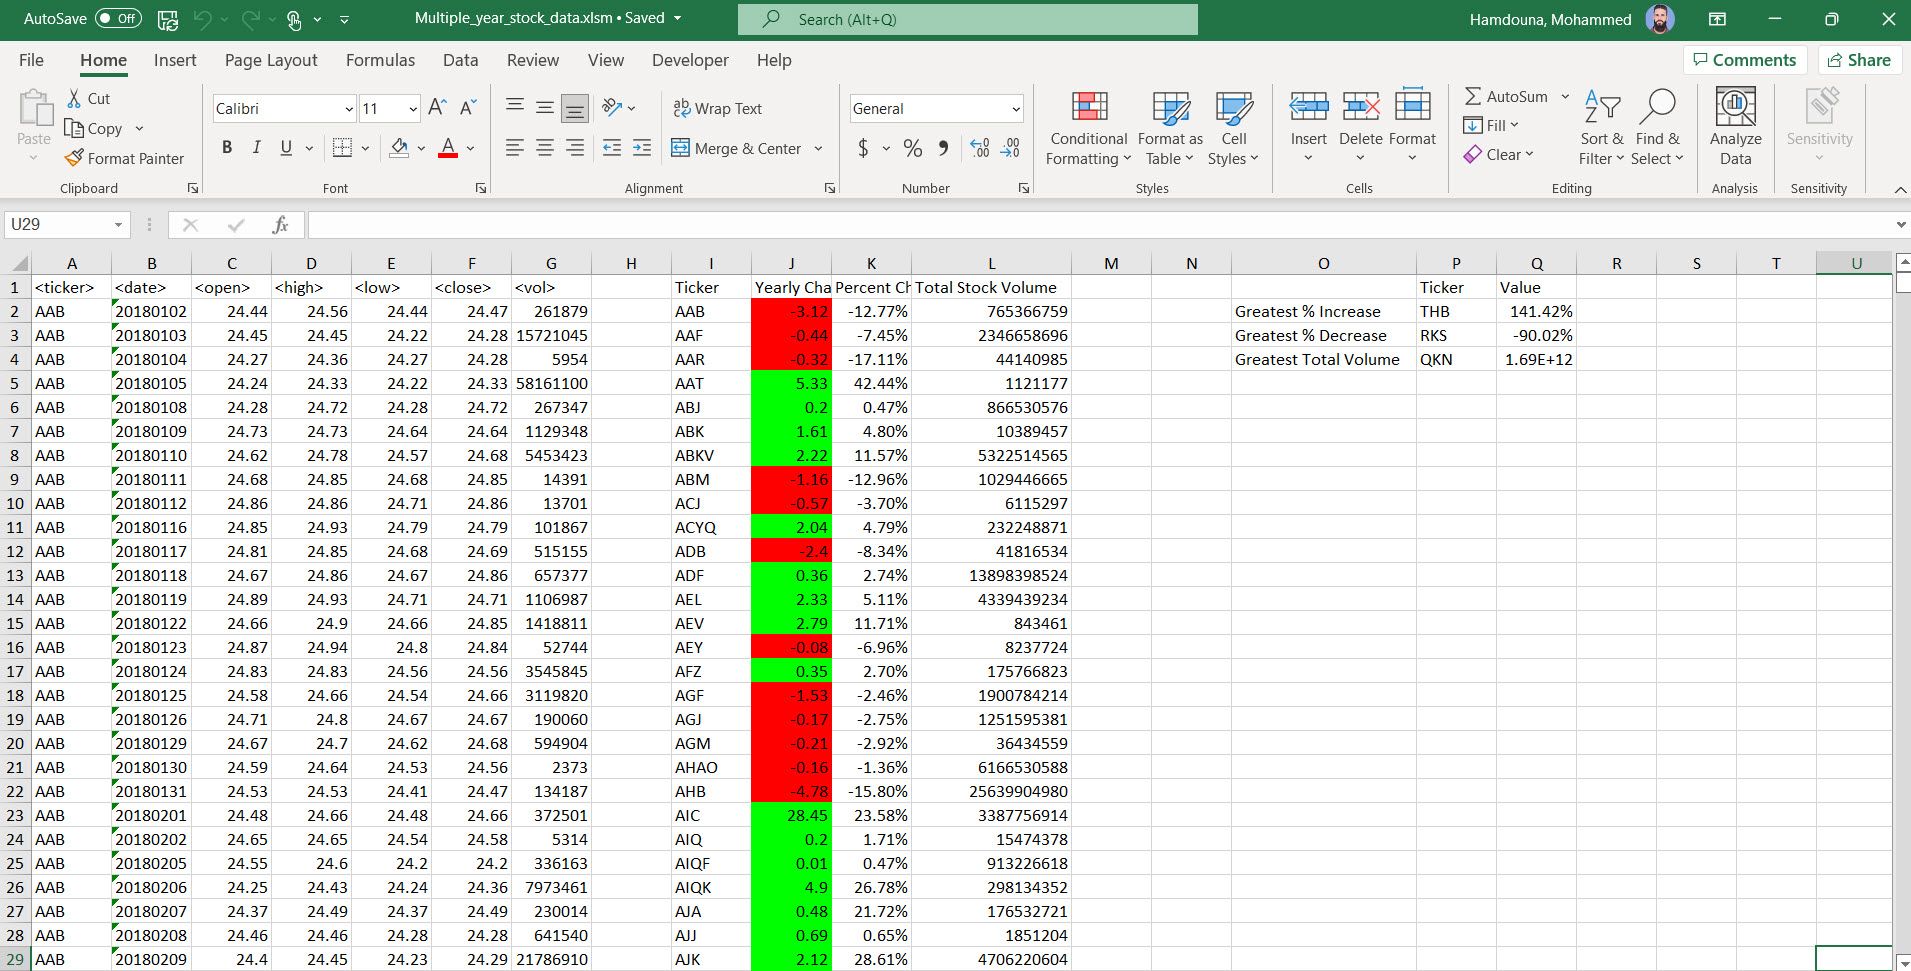 AutoSave Off Multiple_year_stock_data.xlsm • Saved Search (Alt+Q) Hamdouna, Mohammed
File Home Insert Page Layout Formulas Data Review View Developer Help Comments Share
Paste Cut Copy Format Painter
Calibri 11 A A B I U A
ab Wrap Text Merge & Center
General $ % 9 .00 .00
Conditional Formatting Format as Table Cell Styles
Insert Delete Format
AutoSum Fill Clear Sort & Filter Find & Select
Analyze Data Sensitivity
Clipboard Font Alignment Number Styles Cells Editing Analysis Sensitivity
U29 fx
A B C D E F G H I J K L M N O P Q R S T U
1 <ticker> <date> <open> <high> <low> <close> <vol> Ticker Yearly Cha Percent Ch Total Stock Volume Ticker Value
2 AAB 20180102 24.44 24.56 24.44 24.47 261879 AAB -3.12 -12.77% 765366759 Greatest % Increase THB 141.42%
3 AAB 20180103 24.45 24.45 24.22 24.28 15721045 AAF -0.44 -7.45% 2346658696 Greatest % Decrease RKS -90.02%
4 AAB 20180104 24.27 24.36 24.27 24.28 5954 AAR -0.32 -17.11% 44140985 Greatest Total Volume QKN 1.69E+12
5 AAB 20180105 24.24 24.33 24.22 24.33 58161100 AAT 5.33 42.44% 1121177
6 AAB 20180108 24.28 24.72 24.28 24.72 267347 ABJ 0.2 0.47% 866530576
7 AAB 20180109 24.73 24.73 24.64 24.64 1129348 ABK 1.61 4.80% 10389457
8 AAB 20180110 24.62 24.78 24.57 24.68 5453423 ABKV 2.22 11.57% 5322514565
9 AAB 20180111 24.68 24.85 24.68 24.85 14391 ABM -1.16 -12.96% 1029446665
10 AAB 20180112 24.86 24.86 24.71 24.86 13701 ACJ -0.57 -3.70% 6115297
11 AAB 20180116 24.85 24.93 24.79 24.79 101867 ACYQ 2.04 4.79% 232248871
12 AAB 20180117 24.81 24.85 24.68 24.69 515155 ADB -2.4 -8.34% 41816534
13 AAB 20180118 24.67 24.86 24.67 24.86 657377 ADF 0.36 2.74% 13898398524
14 AAB 20180119 24.89 24.93 24.71 24.71 1106987 AEL 2.33 5.11% 4339439234
15 AAB 20180122 24.66 24.9 24.66 24.85 1418811 AEV 2.79 11.71% 843461
16 AAB 20180123 24.87 24.94 24.8 24.84 52744 AEY -0.08 -6.96% 8237724
17 AAB 20180124 24.83 24.83 24.56 24.56 3545845 AFZ 0.35 2.70% 175766823
18 AAB 20180125 24.58 24.66 24.54 24.66 3119820 AGF -1.53 -2.46% 1900784214
19 AAB 20180126 24.71 24.8 24.67 24.67 190060 AGJ -0.17 -2.75% 1251595381
20 AAB 20180129 24.67 24.7 24.62 24.68 594904 AGM -0.21 -2.92% 36434559
21 AAB 20180130 24.59 24.64 24.53 24.56 2373 AHAO -0.16 -1.36% 6166530588
22 AAB 20180131 24.53 24.53 24.41 24.47 134187 AHB -4.78 -15.80% 25639904980
23 AAB 20180201 24.48 24.66 24.48 24.66 372501 AIC 28.45 23.58% 3387756914
24 AAB 20180202 24.65 24.65 24.54 24.58 5314 AIQ 0.2 1.71% 15474378
25 AAB 20180205 24.55 24.6 24.2 24.2 336163 AIQF 0.01 0.47% 913226618
26 AAB 20180206 24.25 24.43 24.24 24.36 7973461 AIQK 4.9 26.78% 298134352
27 AAB 20180207 24.37 24.49 24.37 24.49 230014 AJA 0.48 21.72% 176532721
28 AAB 20180208 24.46 24.46 24.28 24.28 641540 AJJ 0.69 0.65% 1851204
29 AAB 20180209 24.4 24.45 24.23 24.29 21786910 AJK 2.12 28.61% 4706220604